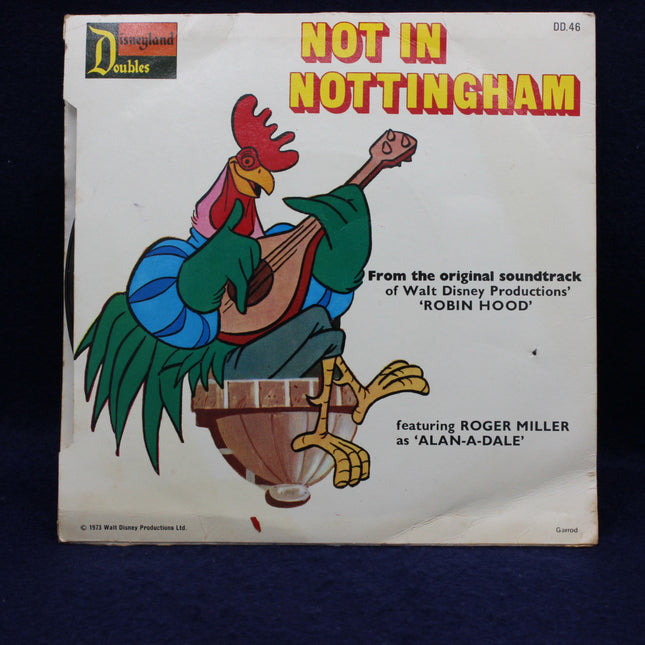 Disneyland
Doubles
DD.46
NOT IN
NOTTINGHAM
From the original soundtrack
of Walt Disney Productions'
'ROBIN HOOD'
featuring ROGER MILLER
as 'ALAN-A-DALE'
© 1973 Walt Disney Productions Ltd.
Garrod